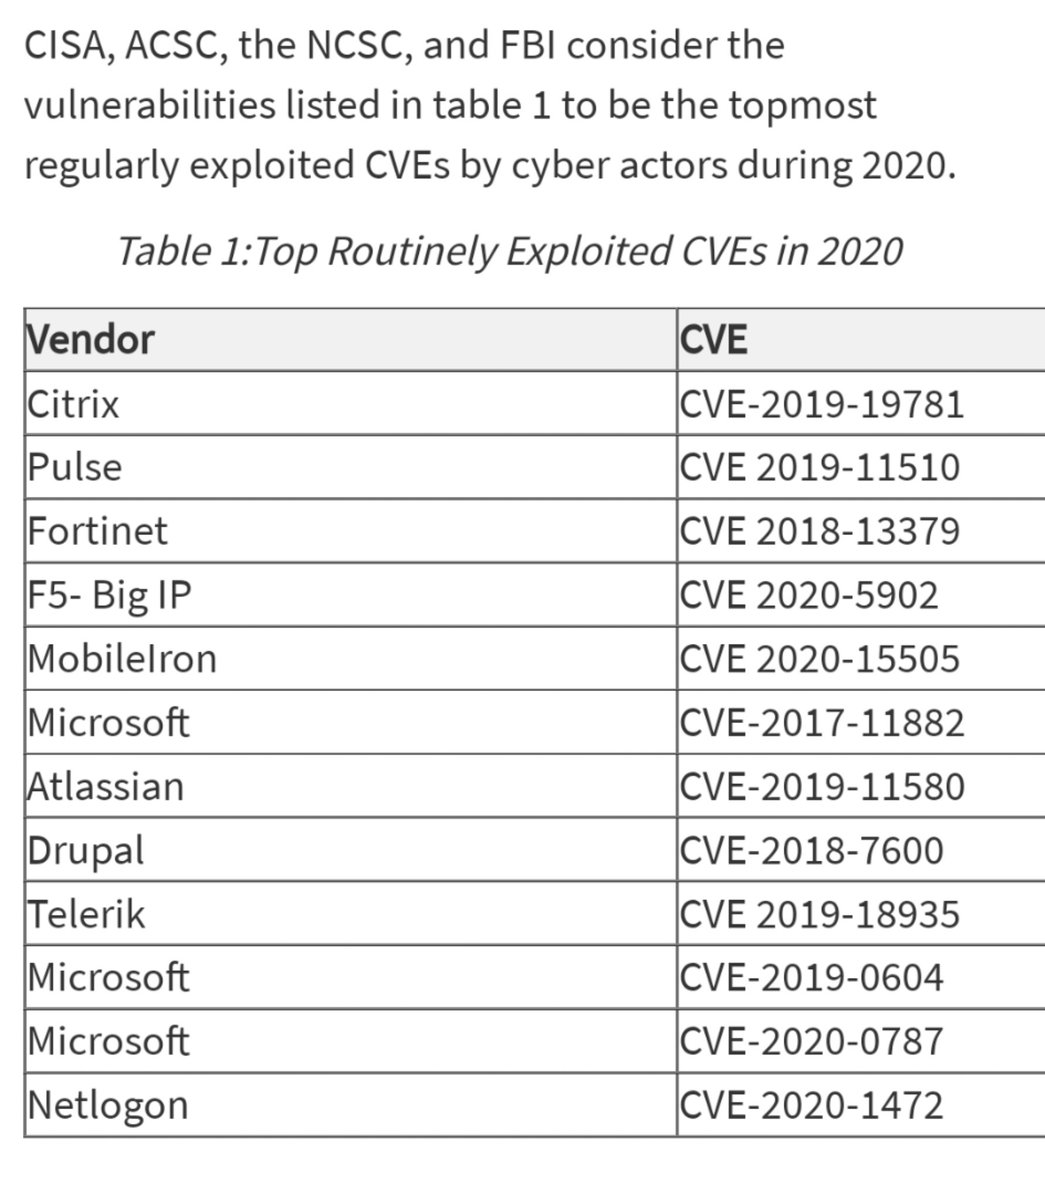 CISA, ACSC, the NCSC, and FBI consider the
vulnerabilities listed in table 1 to be the topmost
regularly exploited CVEs by cyber actors during 2020.
Table 1:Top Routinely Exploited CVEs in 2020
Vendor CVE
Citrix CVE-2019-19781
Pulse CVE 2019-11510
Fortinet CVE 2018-13379
F5- Big IP CVE 2020-5902
MobileIron CVE 2020-15505
Microsoft CVE-2017-11882
Atlassian CVE-2019-11580
Drupal CVE-2018-7600
Telerik CVE 2019-18935
Microsoft CVE-2019-0604
Microsoft CVE-2020-0787
Netlogon CVE-2020-1472